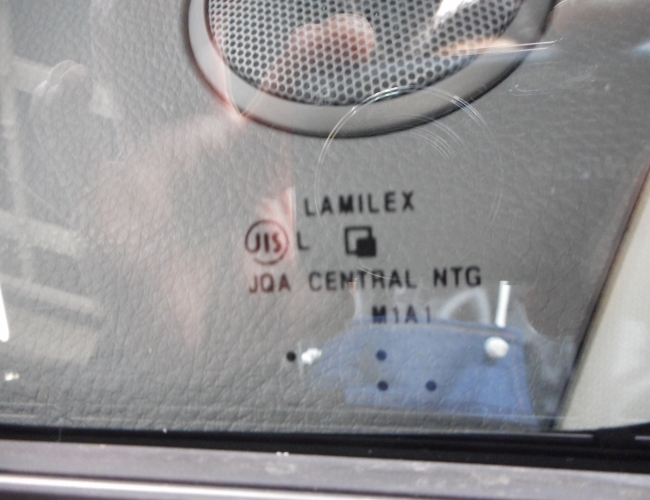 LAMILEX
JIS L
JQA CENTRAL NTG
M1A1